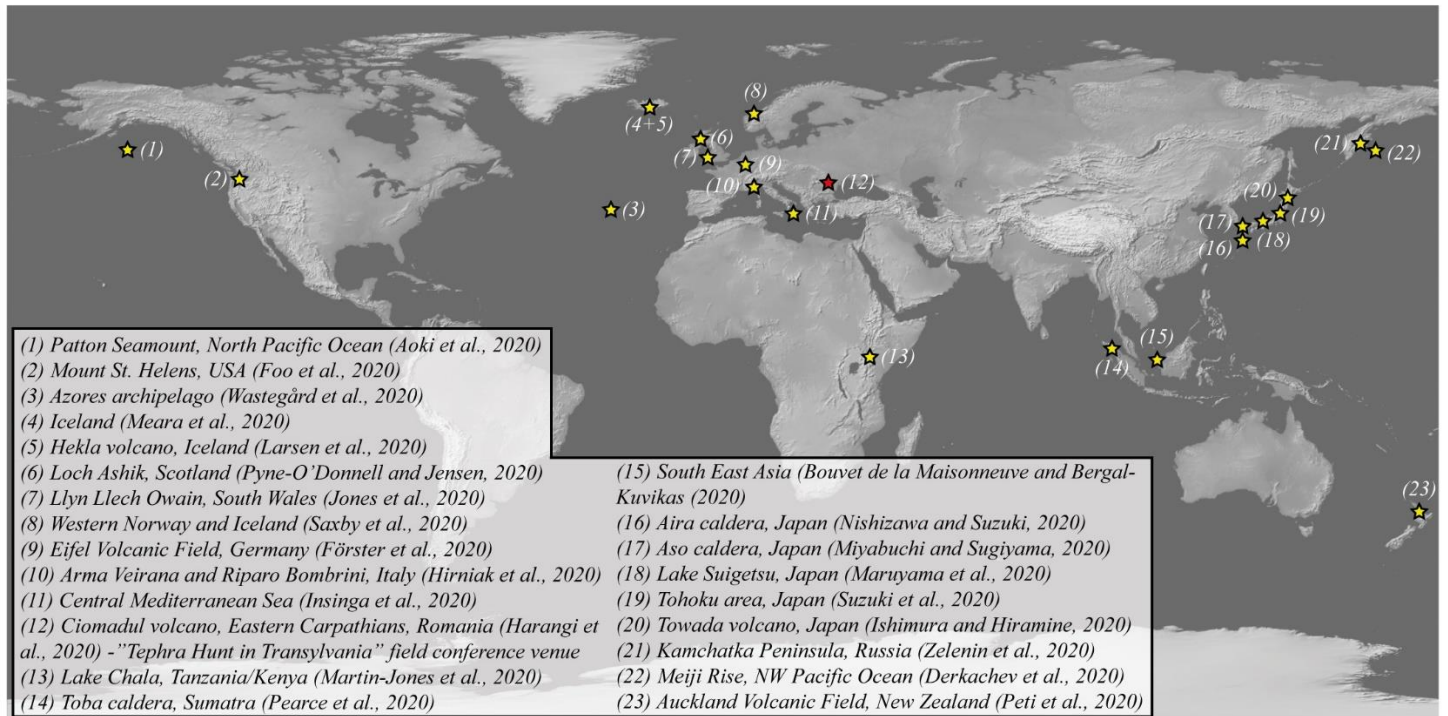 (8)
(4+5)
(6)
(21)
(1)
(7)
(22)
(9)
(2)
(10)
(12)
(20)
(3)
(11)
(17)
(19)
(16)
(18)
(15)
(13)
(14)
(23)
(1) Patton Seamount, North Pacific Ocean (Aoki et al., 2020)
(2) Mount St. Helens, USA (Foo et al., 2020)
(3) Azores archipelago (Wastegård et al., 2020)
(4) Iceland (Meara et al., 2020)
(5) Hekla volcano, Iceland (Larsen et al., 2020)
(6) Loch Ashik, Scotland (Pyne-O’Donnell and Jensen, 2020)
(7) Llyn Llech Owain, South Wales (Jones et al., 2020)
(8) Western Norway and Iceland (Saxby et al., 2020)
(9) Eifel Volcanic Field, Germany (Förster et al., 2020)
(10) Arma Veirana and Riparo Bombrini, Italy (Hirniak et al., 2020)
(11) Central Mediterranean Sea (Insinga et al., 2020)
(12) Ciomadul volcano, Eastern Carpathians, Romania (Harangi et
al., 2020) -”Tephra Hunt in Transylvania” field conference venue
(13) Lake Chala, Tanzania/Kenya (Martin-Jones et al., 2020)
(14) Toba caldera, Sumatra (Pearce et al., 2020)
(15) South East Asia (Bouvet de la Maisonneuve and Bergal-
Kuvikas (2020)
(16) Aira caldera, Japan (Nishizawa and Suzuki, 2020)
(17) Aso caldera, Japan (Miyabuchi and Sugiyama, 2020)
(18) Lake Suigetsu, Japan (Maruyama et al., 2020)
(19) Tohoku area, Japan (Suzuki et al., 2020)
(20) Towada volcano, Japan (Ishimura and Hiramine, 2020)
(21) Kamchatka Peninsula, Russia (Zelenin et al., 2020)
(22) Meiji Rise, NW Pacific Ocean (Derkachev et al., 2020)
(23) Auckland Volcanic Field, New Zealand (Peti et al., 2020)